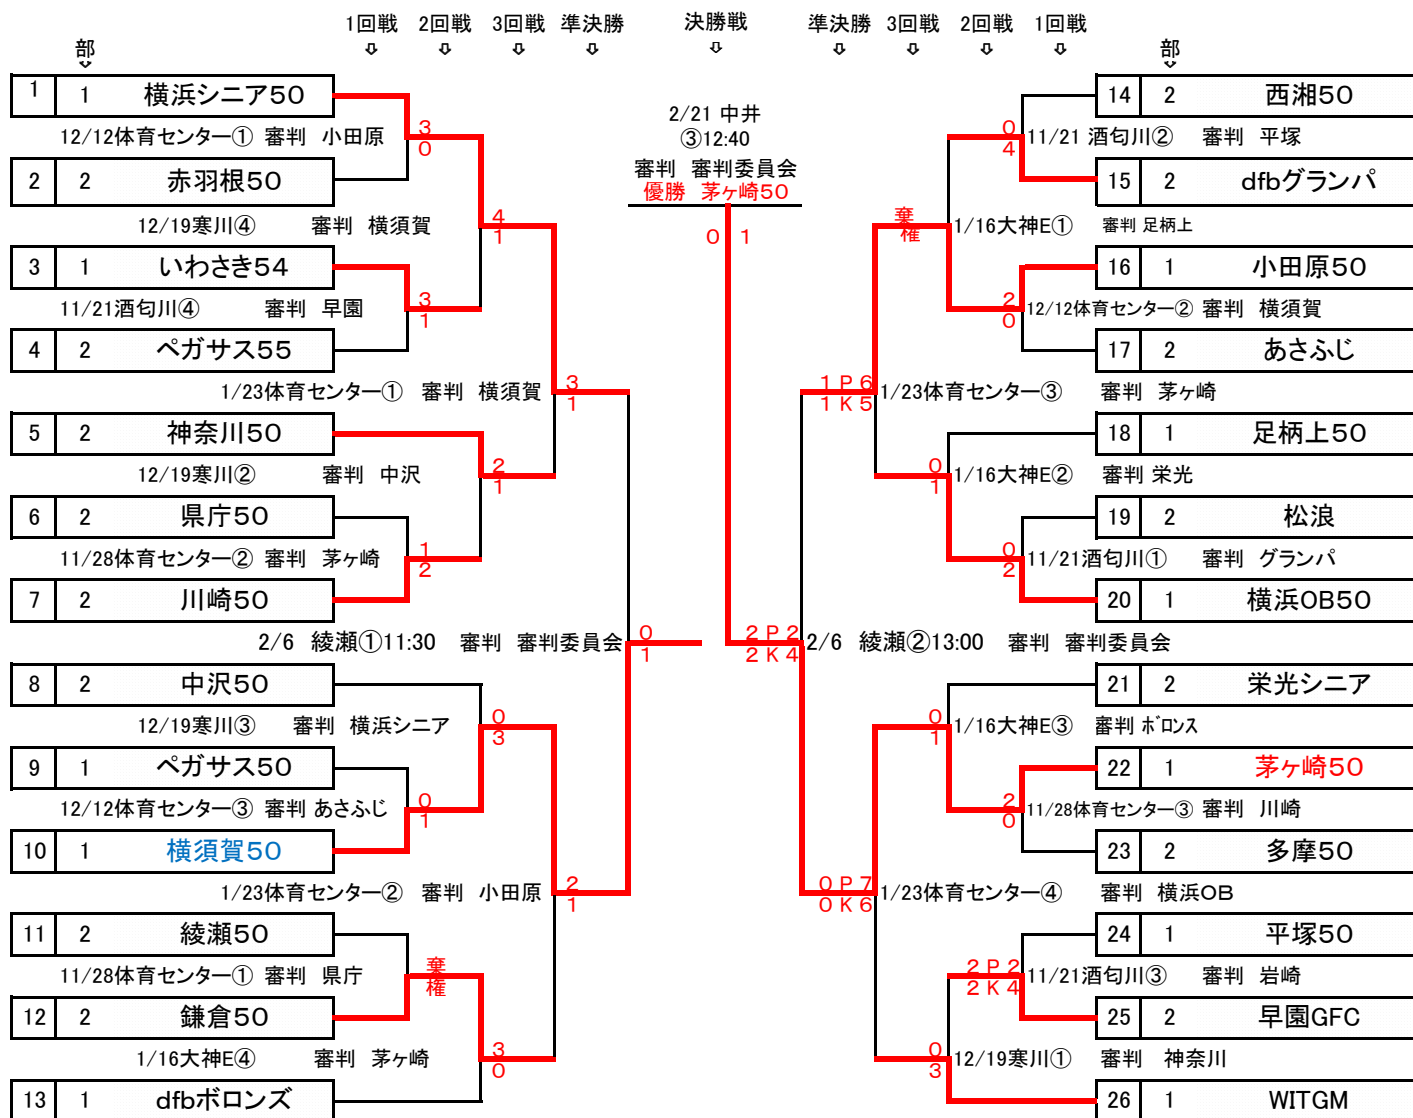 1回戦 2回戦 3回戦 準決勝 決勝戦 準決勝 3回戦 2回戦 1回戦
⇩ ⇩ ⇩ ⇩ ⇩ ⇩ ⇩ ⇩ ⇩
部 部
1 1 横浜シニア50
12/12体育センター① 審判 小田原
3
0
2 2 赤羽根50
12/19寒川④ 審判 横須賀
4
1
3 1 いわさき54
11/21酒匂川④ 審判 早園
3
1
4 2 ペガサス55
1/23体育センター① 審判 横須賀
3
1
5 2 神奈川50
12/19寒川② 審判 中沢
2
1
6 2 県庁50
11/28体育センター② 審判 茅ヶ崎
1
2
7 2 川崎50
2/6 綾瀬①11:30 審判 審判委員会
0
1
8 2 中沢50
12/19寒川③ 審判 横浜シニア
0
3
9 1 ペガサス50
12/12体育センター③ 審判 あさふじ
0
1
10 1 横須賀50
1/23体育センター② 審判 小田原
2
1
11 2 綾瀬50
11/28体育センター① 審判 県庁
棄権
12 2 鎌倉50
1/16大神E④ 審判 茅ヶ崎
3
0
13 1 dfbボロンズ
2/21 中井
③12:40
審判 審判委員会
優勝 茅ヶ崎50
0 1
14 2 西湘50
0
4
11/21 酒匂川② 審判 平塚
15 2 dfbグランパ
棄権
1/16大神E① 審判 足柄上
16 1 小田原50
2
0
12/12体育センター② 審判 横須賀
17 2 あさふじ
1 P 6
1 K 5
1/23体育センター③ 審判 茅ヶ崎
18 1 足柄上50
0
1
1/16大神E② 審判 栄光
19 2 松浪
0
2
11/21酒匂川① 審判 グランパ
20 1 横浜OB50
2 P 2
2 K 4
2/6 綾瀬②13:00 審判 審判委員会
21 2 栄光シニア
0
1
1/16大神E③ 審判 ボロンス
22 1 茅ヶ崎50
2
0
11/28体育センター③ 審判 川崎
23 2 多摩50
0 P 7
0 K 6
1/23体育センター④ 審判 横浜OB
24 1 平塚50
2 P 2
2 K 4
11/21酒匂川③ 審判 岩崎
25 2 早園GFC
0
3
12/19寒川① 審判 神奈川
26 1 WITGM